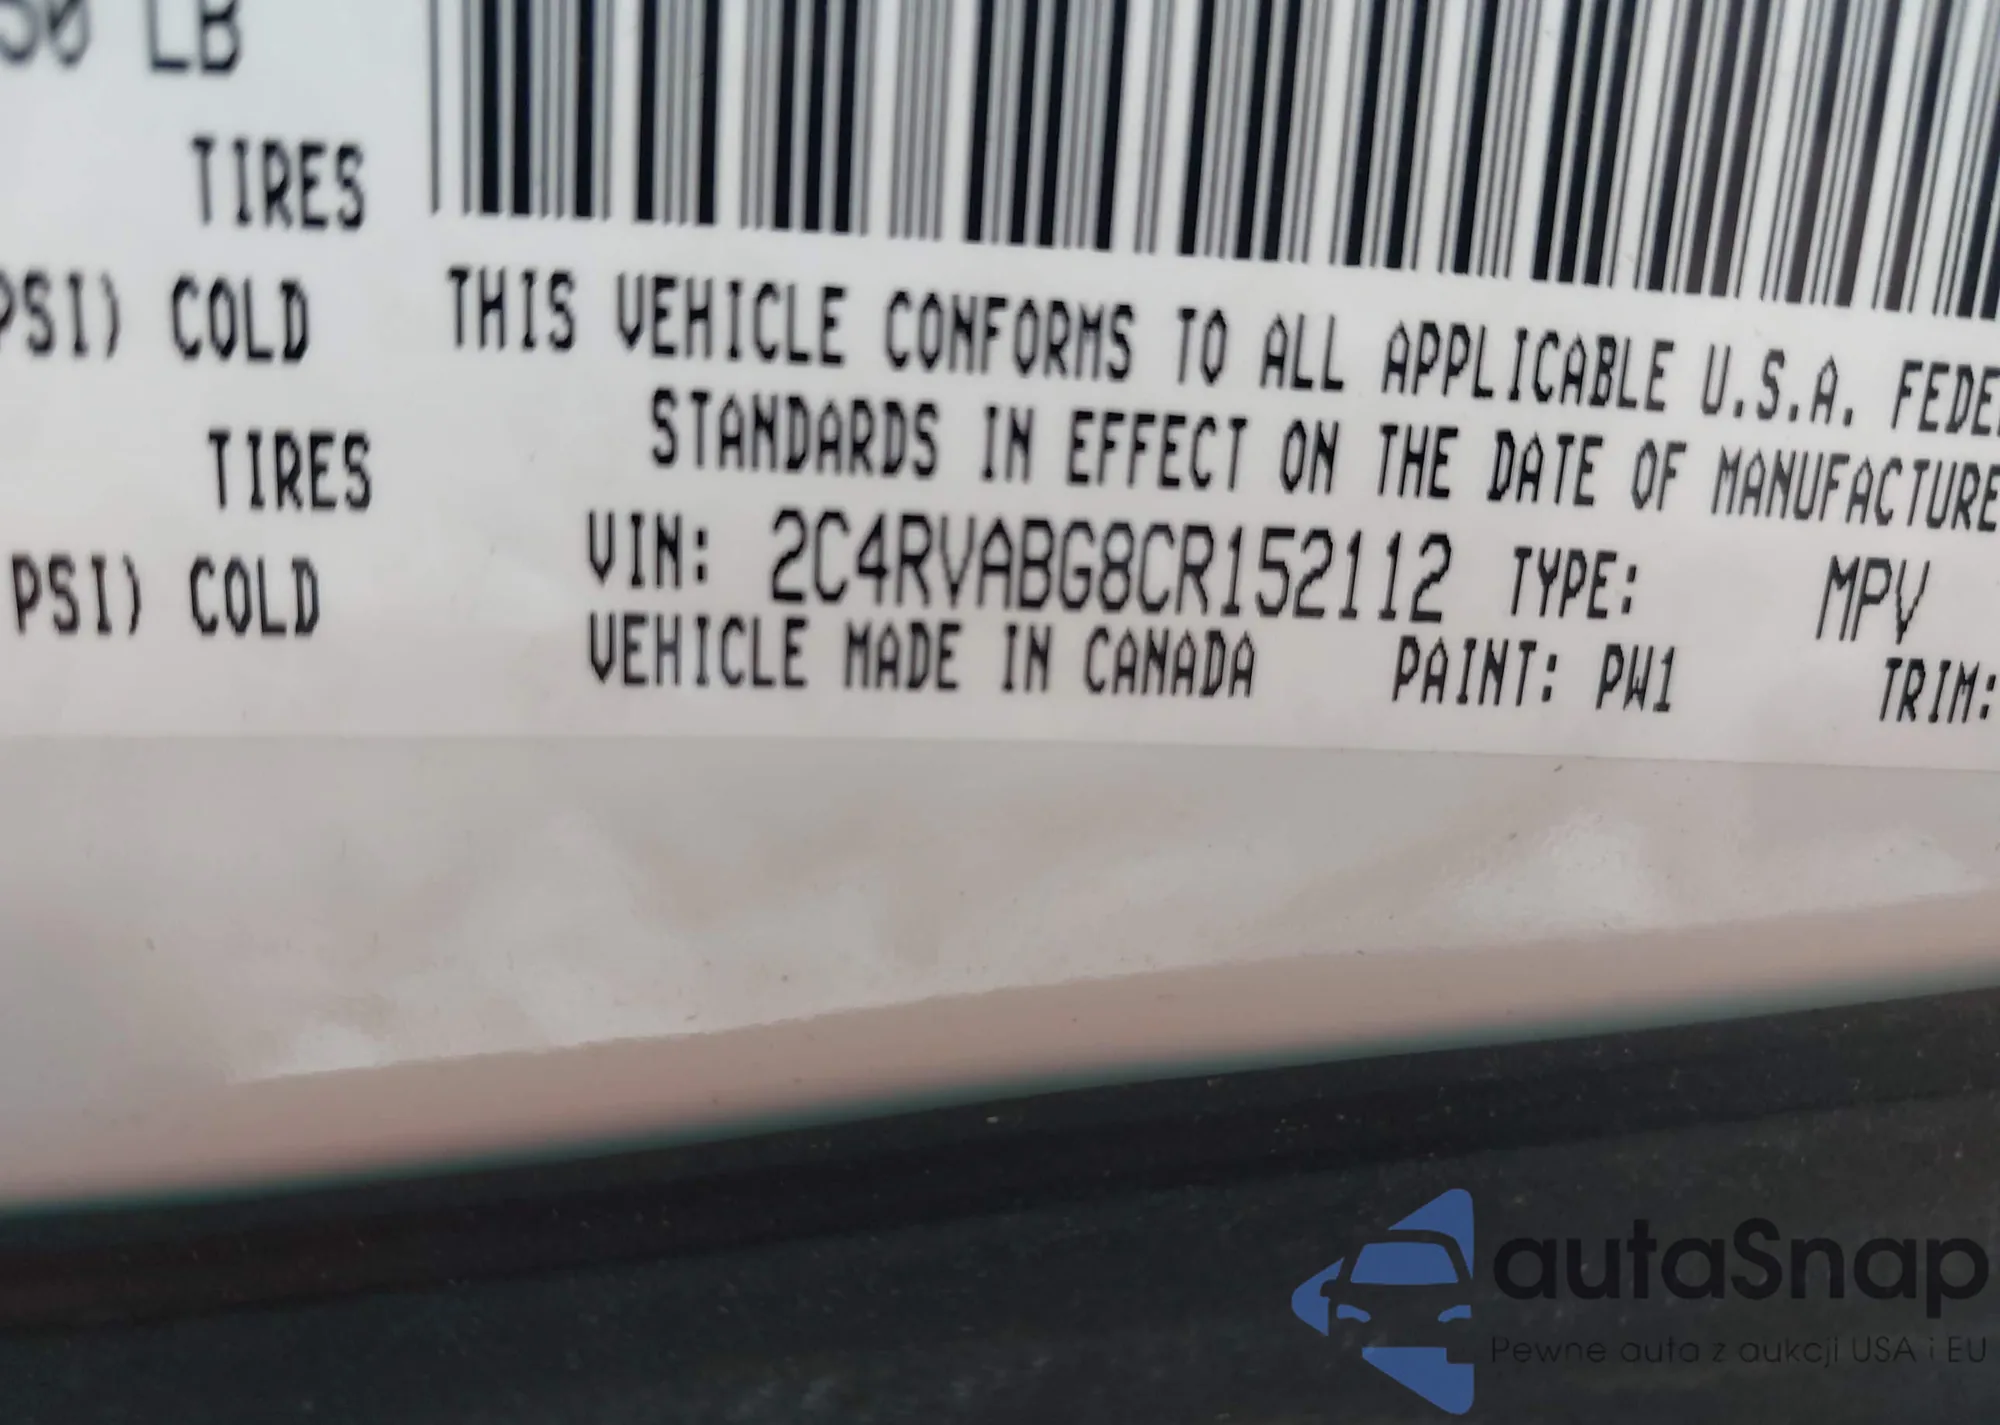 50 LB
TIRES
PSI) COLD
TIRES
PSI) COLD
THIS VEHICLE CONFORMS TO ALL APPLICABLE U.S.A.
STANDARDS IN EFFECT ON THE DATE OF MANUFACTURE
VIN: 2C4RVABG8CR152112 TYPE: MPV
VEHICLE MADE IN CANADA PAINT: PW1 TRIM:
autaSnap
Pewne auta z aukcji USA i EU